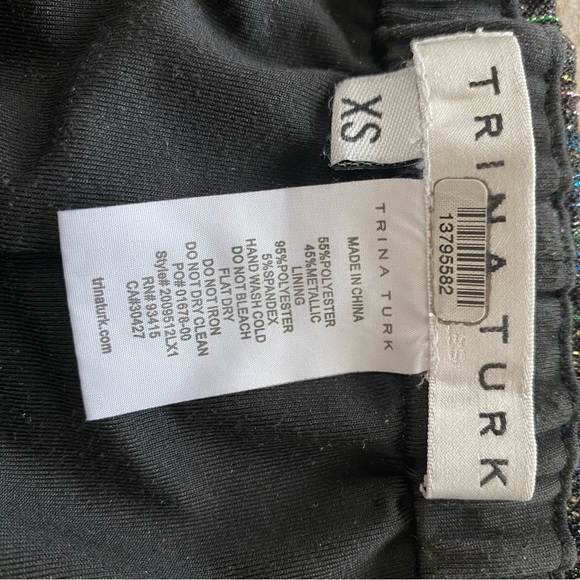 TRINA TURK
13795582
XS
TRINA TURK
MADE IN CHINA
55%POLYESTER
45%METALLIC
LINING
95%POLYESTER
5%SPANDEX
HAND WASH COLD
DO NOT BLEACH
FLAT DRY
DO NOT IRON
DO NOT DRY CLEAN
PO# 01678-00
Style# 2009512LX1
RN# 93415
CA#30427
trinaturk.com